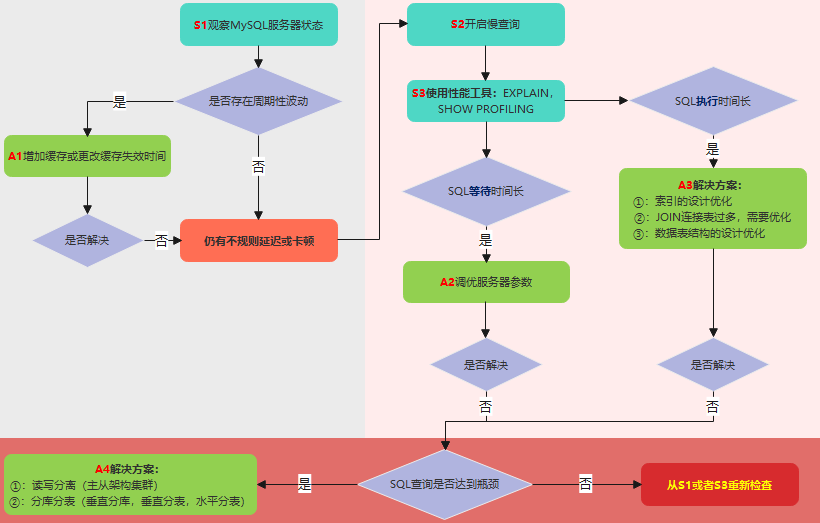 S1观察MySQL服务器状态
是否存在周期性波动
是
A1增加缓存或更改缓存失效时间
否
是否解决
否
仍有不规则延迟或卡顿
S2开启慢查询
S3使用性能工具：EXPLAIN，
SHOW PROFILING
SQL执行时间长
是
SQL等待时间长
A3解决方案：
①：索引的设计优化
②：JOIN连接表过多，需要优化
③：数据表结构的设计优化
是
A2调优服务器参数
是否解决
是否解决
否
否
A4解决方案：
①：读写分离（主从架构集群）
②：分库分表（垂直分库，垂直分表，水平分表）
是
SQL查询是否达到瓶颈
否
从S1或者S3重新检查